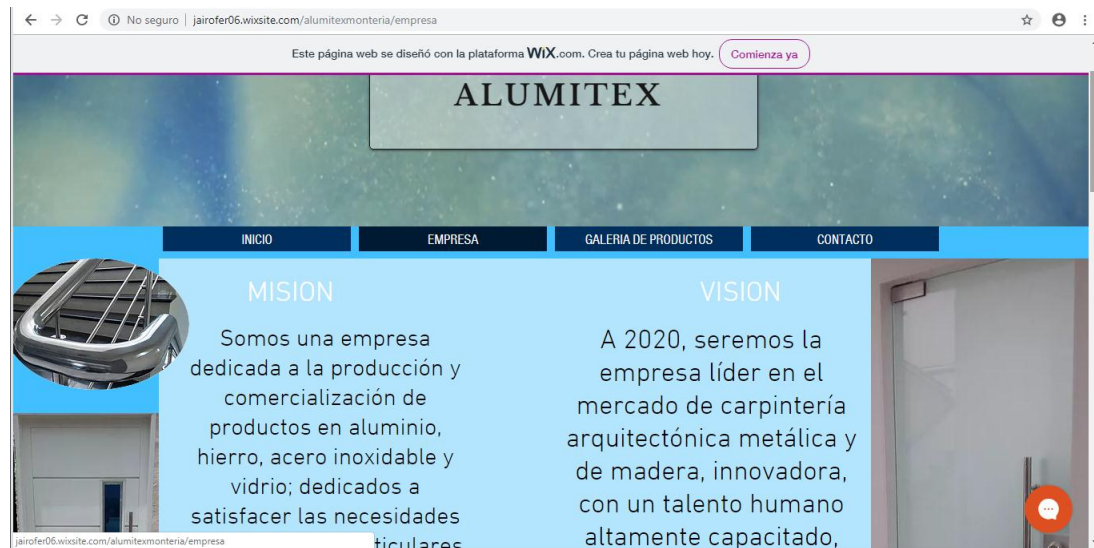 No seguro | jairofer06.wixsite.com/alumitexmonteria/empresa
Este página web se diseñó con la plataforma WiX.com. Crea tu página web hoy. Comienza ya
ALUMITEX
INICIO EMPRESA GALERIA DE PRODUCTOS CONTACTO
MISION
Somos una empresa
dedicada a la producción y
comercialización de
productos en aluminio,
hierro, acero inoxidable y
vidrio; dedicados a
satisfacer las necesidades
ticulares
VISION
A 2020, seremos la
empresa líder en el
mercado de carpintería
arquitectónica metálica y
de madera, innovadora,
con un talento humano
altamente capacitado,
jairofer06.wixsite.com/alumitexmonteria/empresa